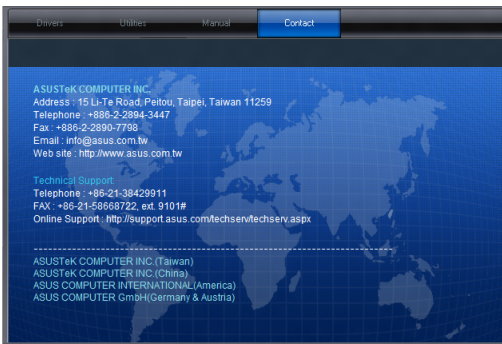 Drivers Utilities Manual Contact
ASUSTeK COMPUTER INC.
Address : 15 Li-Te Road, Peitou, Taipei, Taiwan 11259
Telephone : +886-2-2894-3447
Fax : +886-2-2890-7798
Email : info@asus.com.tw
Web site : http://www.asus.com.tw
Technical Support:
Telephone : +86-21-38429911
FAX : +86-21-58668722, ext. 9101#
Online Support : http://support.asus.com/techserv/techserv.aspx
ASUSTeK COMPUTER INC.(Taiwan)
ASUSTeK COMPUTER INC.(China)
ASUS COMPUTER INTERNATIONAL(America)
ASUS COMPUTER GmbH(Germany & Austria)